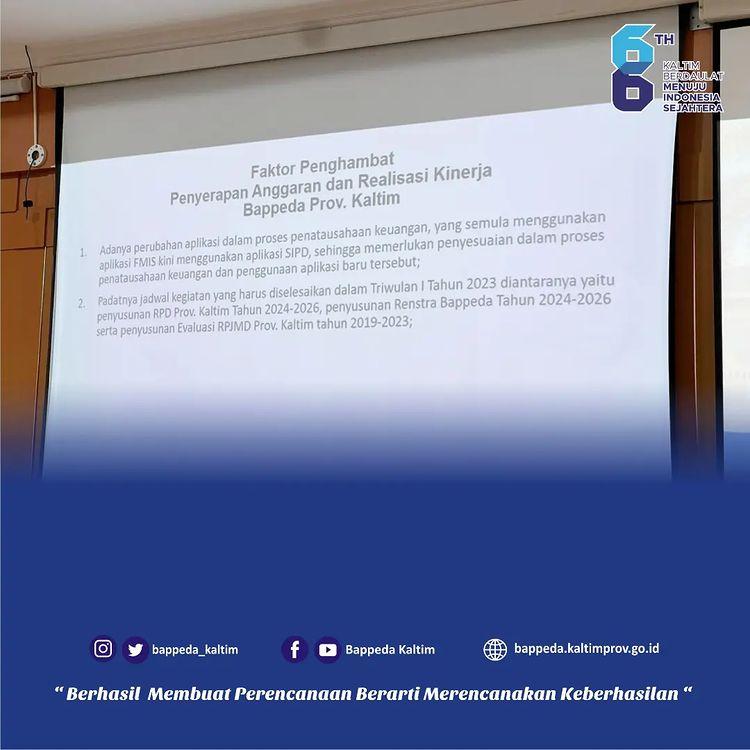 6 TH
KALTIM
BERDAULAT
MENUJU
INDONESIA
SEJAHTERA
Faktor Penghambat
Penyerapan Anggaran dan Realisasi Kinerja
Bappeda Prov. Kaltim
1. Adanya perubahan aplikasi dalam proses penatausahaan keuangan, yang semula menggunakan
aplikasi FMIS kini menggunakan aplikasi SIPD, sehingga memerlukan penyesuaian dalam proses
penatausahaan keuangan dan penggunaan aplikasi baru tersebut;
2. Padatnya jadwal kegiatan yang harus diselesaikan dalam Triwulan I Tahun 2023 diantaranya yaitu
penyusunan RPD Prov. Kaltim Tahun 2024-2026, penyusunan Renstra Bappeda Tahun 2024-2026
serta penyusunan Evaluasi RPJMD Prov. Kaltim tahun 2019-2023;
bappeda_kaltim
Bappeda Kaltim
bappeda.kaltimprov.go.id
“ Berhasil Membuat Perencanaan Berarti Merencanakan Keberhasilan “